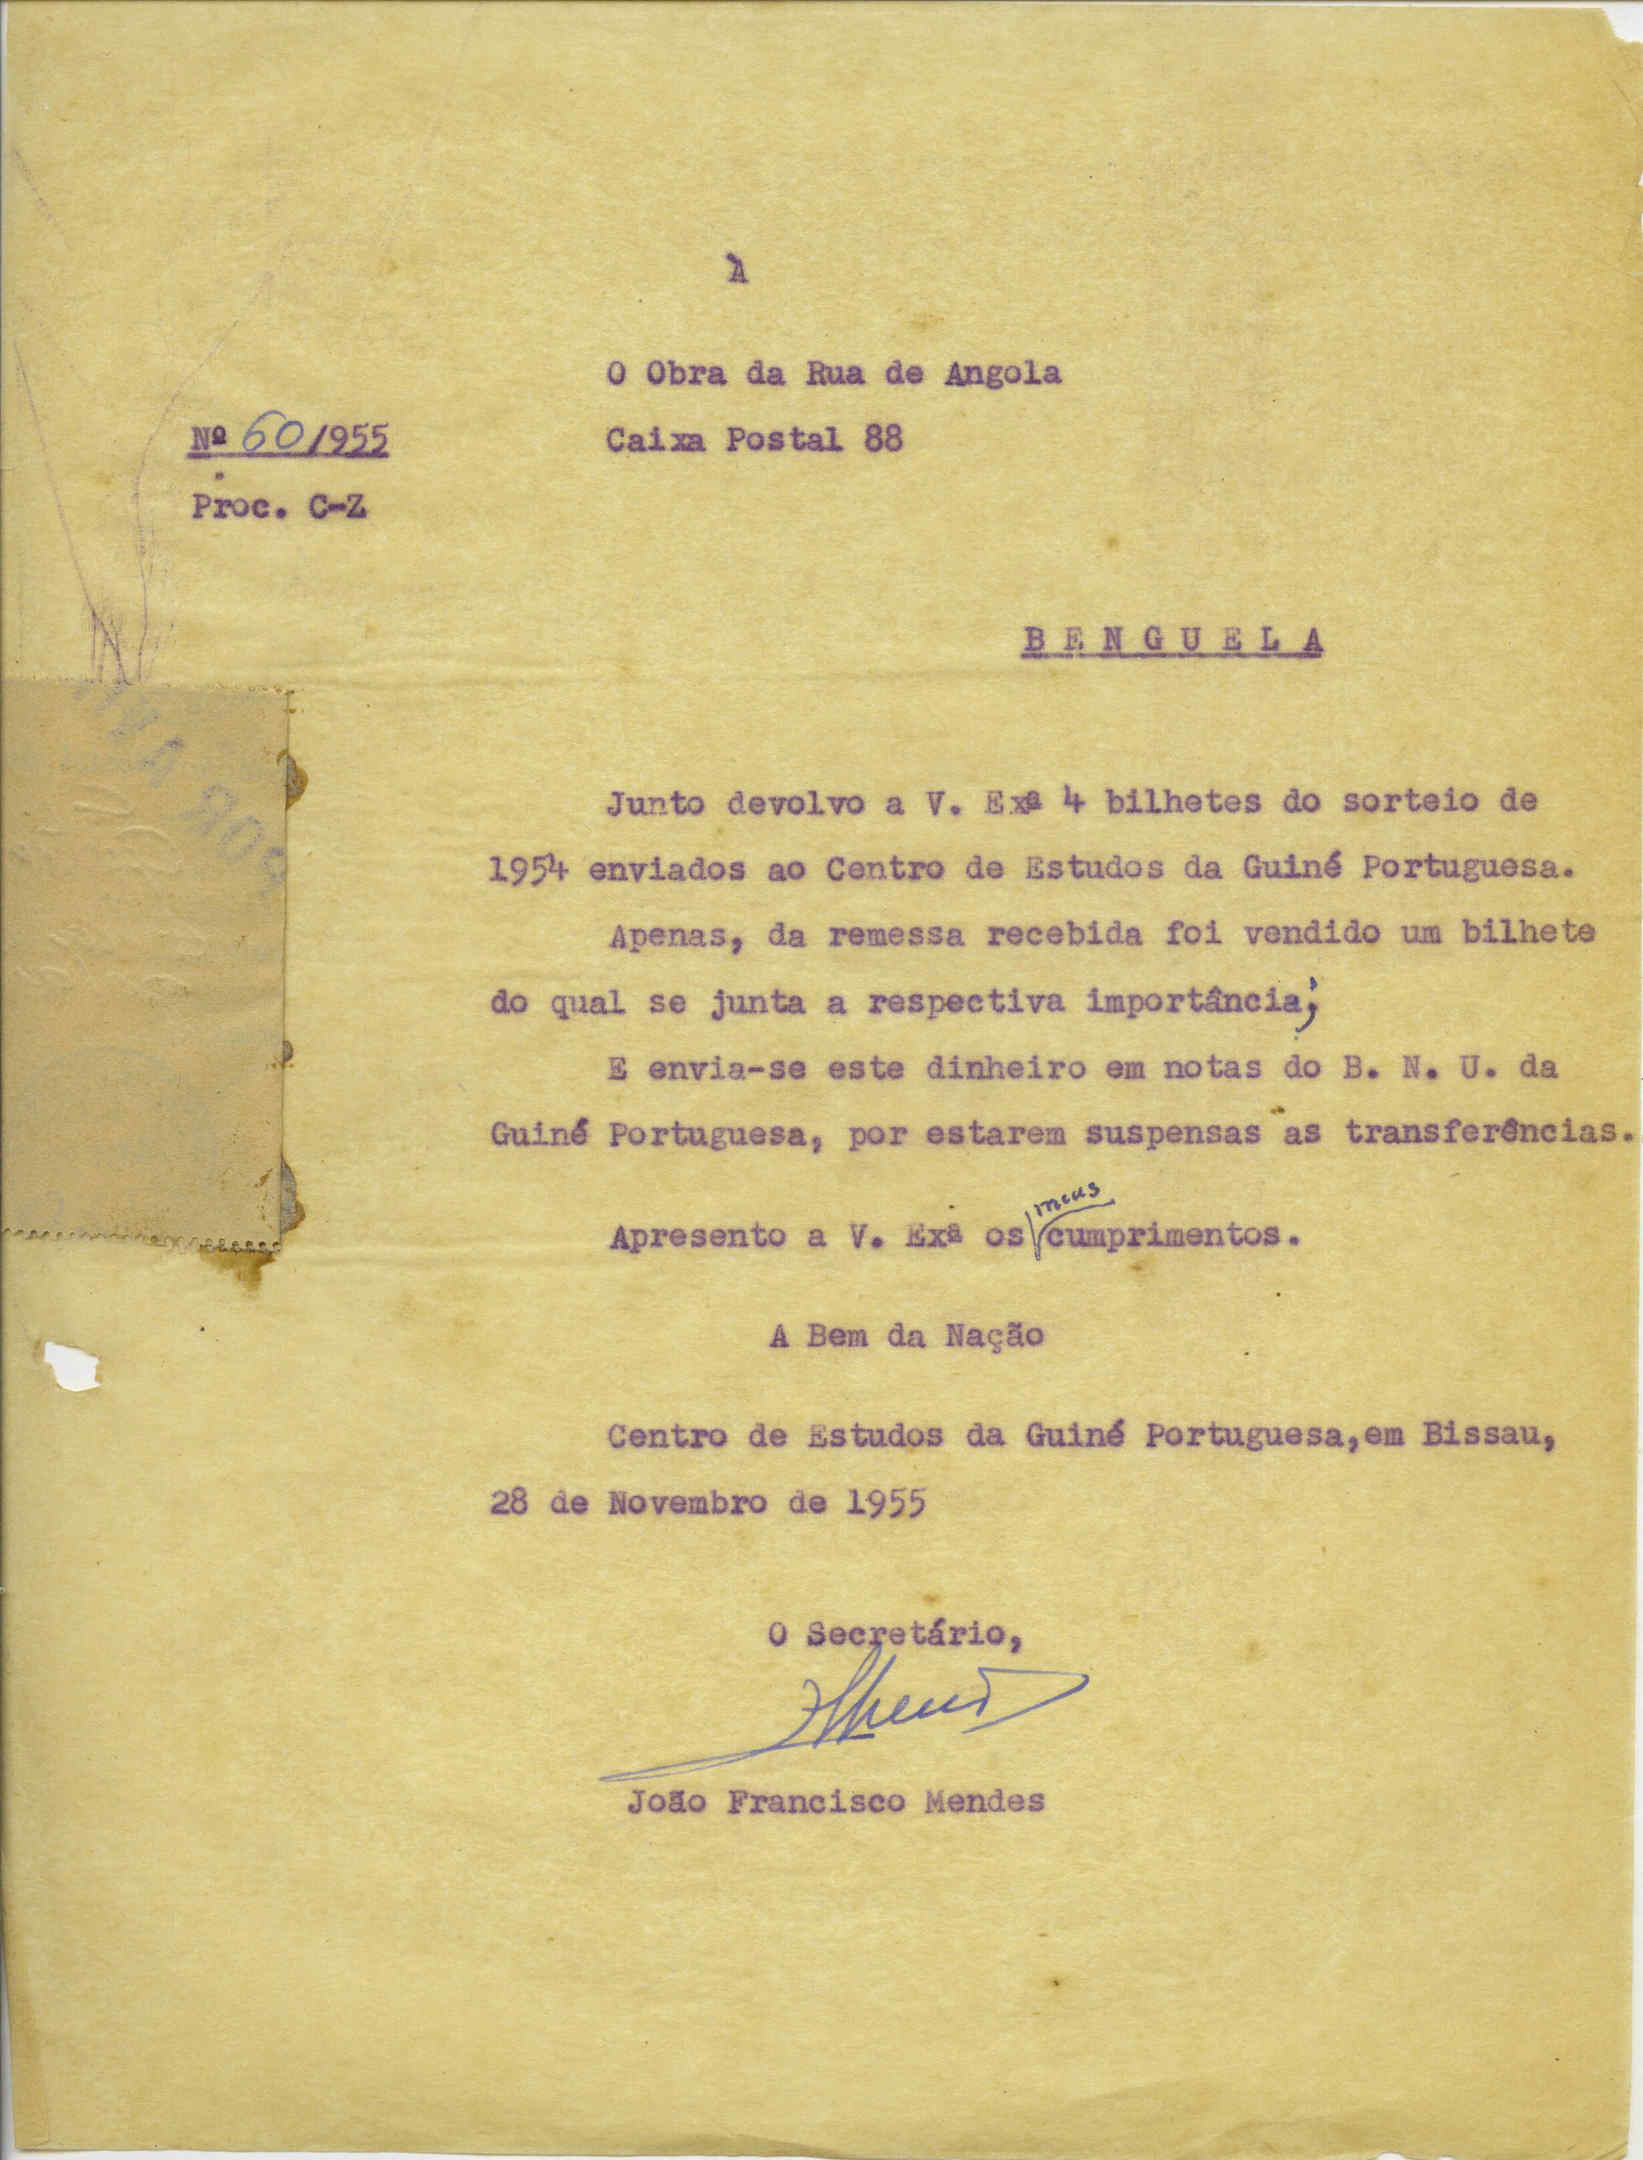 À
O Obra da Rua de Angola
Nº 60/1955
Caixa Postal 88
Proc. C-Z
B E N G U E L A
Junto devolvo a V. Exª 4 bilhetes do sorteio de
1954 enviados ao Centro de Estudos da Guiné Portuguesa.
Apenas, da remessa recebida foi vendido um bilhete
do qual se junta a respectiva importância;
E envia-se este dinheiro em notas do B. N. U. da
Guiné Portuguesa, por estarem suspensas as transferências.
meus
Apresento a V. Exª os cumprimentos.
A Bem da Nação
Centro de Estudos da Guiné Portuguesa,em Bissau,
28 de Novembro de 1955
O Secretário,
João Francisco Mendes